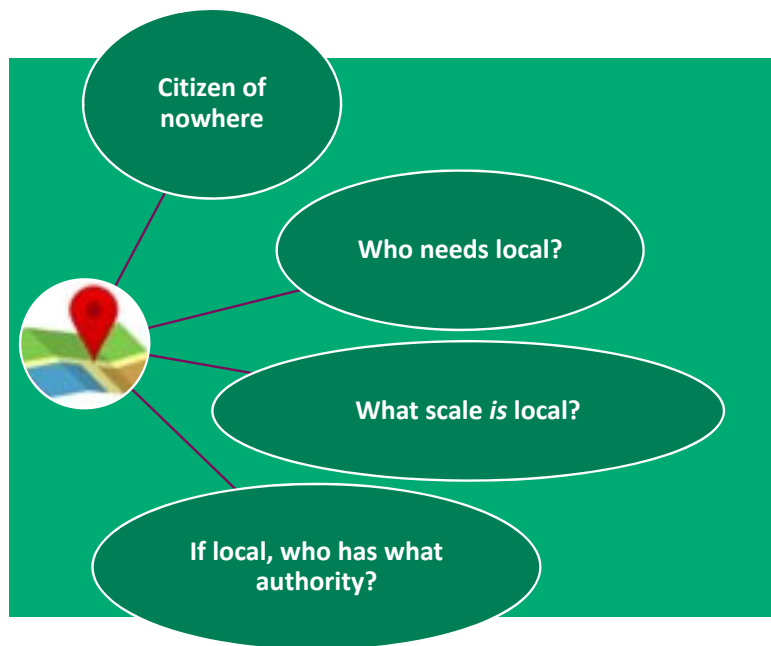 Citizen of
nowhere
Who needs local?
What scale is local?
If local, who has what
authority?